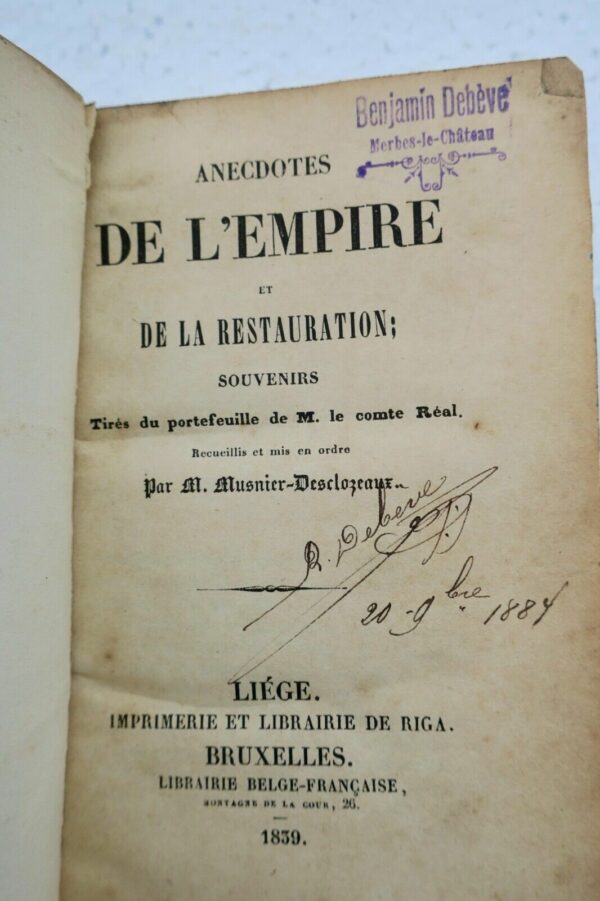 Benjamin Debève
Merbes-le-Château
ANECDOTES
DE L'EMPIRE
ET
DE LA RESTAURATION;
SOUVENIRS
Tirés du portefeuille de M. le comte Réal.
Recueillis et mis en ordre
Par M. Musnier-Desclozeaux.
R. Debève
20-9bre 1884
LIÉGE.
IMPRIMERIE ET LIBRAIRIE DE RIGA.
BRUXELLES.
LIBRAIRIE BELGE-FRANÇAISE,
MONTAGNE DE LA COUR, 26.
1839.